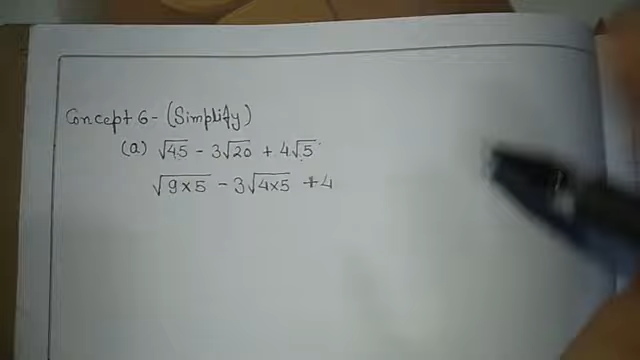 Concept 6- (Simplify)
(a) √45 - 3√20 + 4√5
√9×5 - 3√4×5 + 4